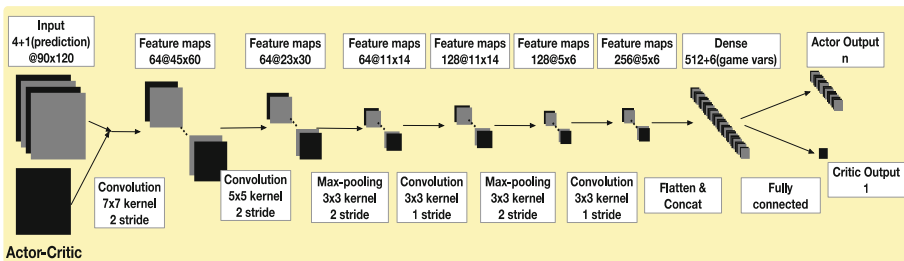 Input
4+1(prediction)
@90x120
Feature maps
64@45x60
Feature maps
64@23x30
Feature maps
64@11x14
Feature maps
128@11x14
Feature maps
128@5x6
Feature maps
256@5x6
Dense
512+6(game vars)
Actor Output
n
Convolution
7x7 kernel
2 stride
Convolution
5x5 kernel
2 stride
Max-pooling
3x3 kernel
2 stride
Convolution
3x3 kernel
1 stride
Max-pooling
3x3 kernel
2 stride
Convolution
3x3 kernel
1 stride
Flatten &
Concat
Fully
connected
Critic Output
1
Actor-Critic